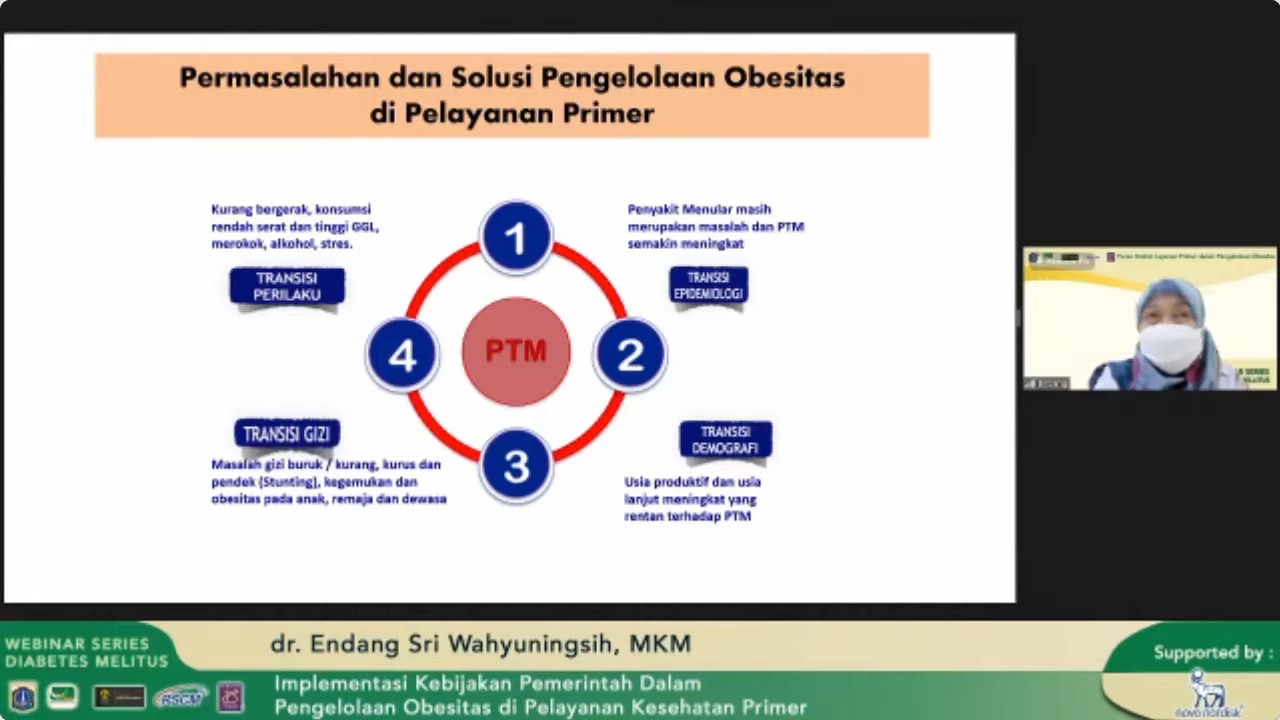 Permasalahan dan Solusi Pengelolaan Obesitas
di Pelayanan Primer
Kurang bergerak, konsumsi
rendah serat dan tinggi GGL,
merokok, alkohol, stres.
TRANSISI
PERILAKU
1
Penyakit Menular masih
merupakan masalah dan PTM
semakin meningkat
TRANSISI
EPIDEMIOLOGI
4
PTM
2
TRANSISI GIZI
Masalah gizi buruk / kurang, kurus dan
pendek (Stunting), kegemukan dan
obesitas pada anak, remaja dan dewasa
3
TRANSISI
DEMOGRAFI
Usia produktif dan usia
lanjut meningkat yang
rentan terhadap PTM
WEBINAR SERIES
DIABETES MELITUS
dr. Endang Sri Wahyuningsih, MKM
Implementasi Kebijakan Pemerintah Dalam
Pengelolaan Obesitas di Pelayanan Kesehatan Primer
RSCM
Supported by :
novo nordisk